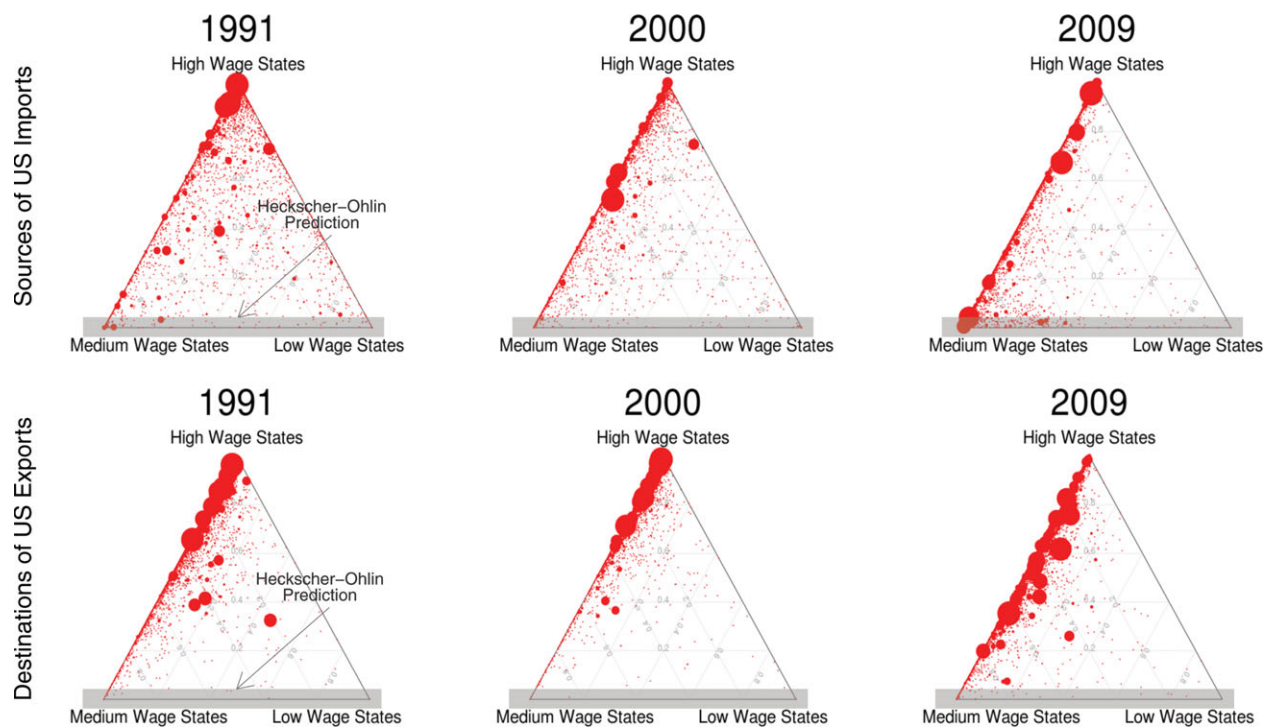 Sources of US Imports
1991
High Wage States
Heckscher–Ohlin
Prediction
Medium Wage States
Low Wage States
2000
High Wage States
Medium Wage States
Low Wage States
2009
High Wage States
Medium Wage States
Low Wage States
Destinations of US Exports
1991
High Wage States
Heckscher–Ohlin
Prediction
Medium Wage States
Low Wage States
2000
High Wage States
Medium Wage States
Low Wage States
2009
High Wage States
Medium Wage States
Low Wage States